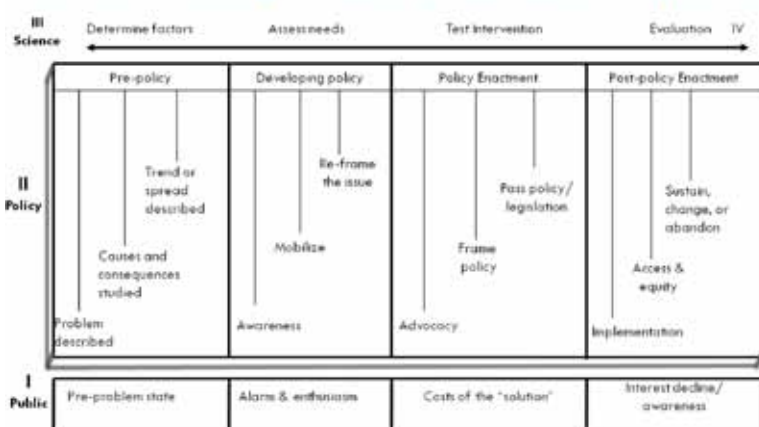 III
Science
Determine factors
Assess needs
Test Intervention
Evaluation
IV
Pre-policy
Developing policy
Policy Enactment
Post-policy Enactment
II
Policy
Trend or
spread
described
Causes and
consequences
studied
Problem
described
Re-frame
the issue
Mobilize
Awareness
Pass policy/
legislation
Frame
policy
Advocacy
Sustain,
change, or
abandon
Access &
equity
Implementation
I
Public
Pre-problem state
Alarm & enthusiasm
Costs of the "solution"
Interest decline/
awareness